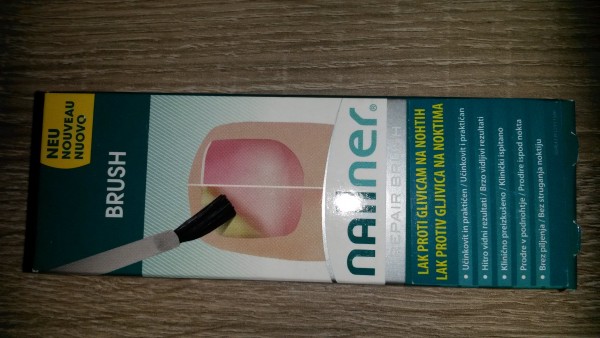 NEU
NOUVEAU
NUOVO
BRUSH
nailner®
REPAIR BRUSH
LAK PROTI GLIVICAM NA NOHTIH
LAK PROTIV GLJIVICA NA NOKTIMA
• Učinkovit in praktičen / Učinkovit i praktičan
• Hitro vidni rezultati / Brzo vidljivi rezultati
• Klinično preizkušeno / Klinički ispitano
• Prodre v podnohtje / Prodire ispod nokta
• Brez piljenja / Bez struganja noktiju